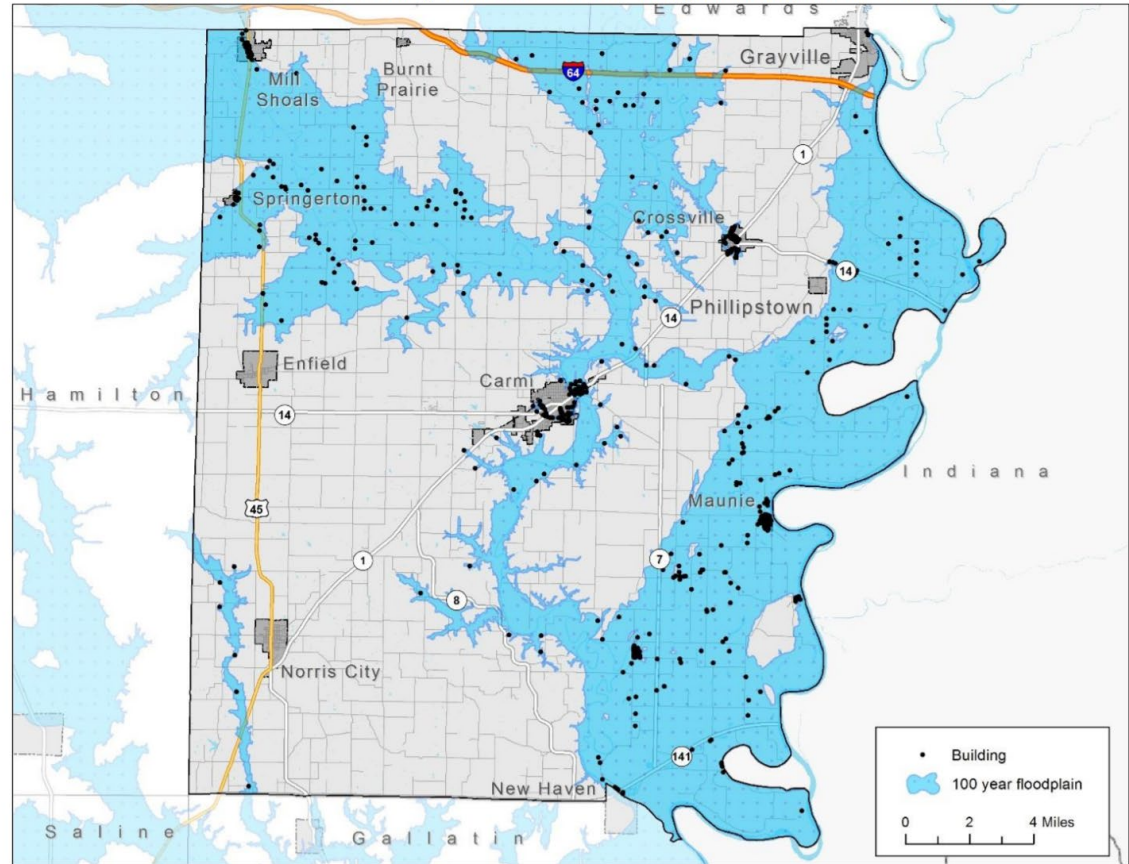 Edwards
Grayville
64
Mill
Shoals
Burnt
Prairie
1
Springerton
Crossville
14
Phillipstown
14
Enfield
Carmi
Hamilton
14
Indiana
Maunie
45
1
7
8
Norris City
141
New Haven
Saline
Gallatin
Building
100 year floodplain
0 2 4 Miles